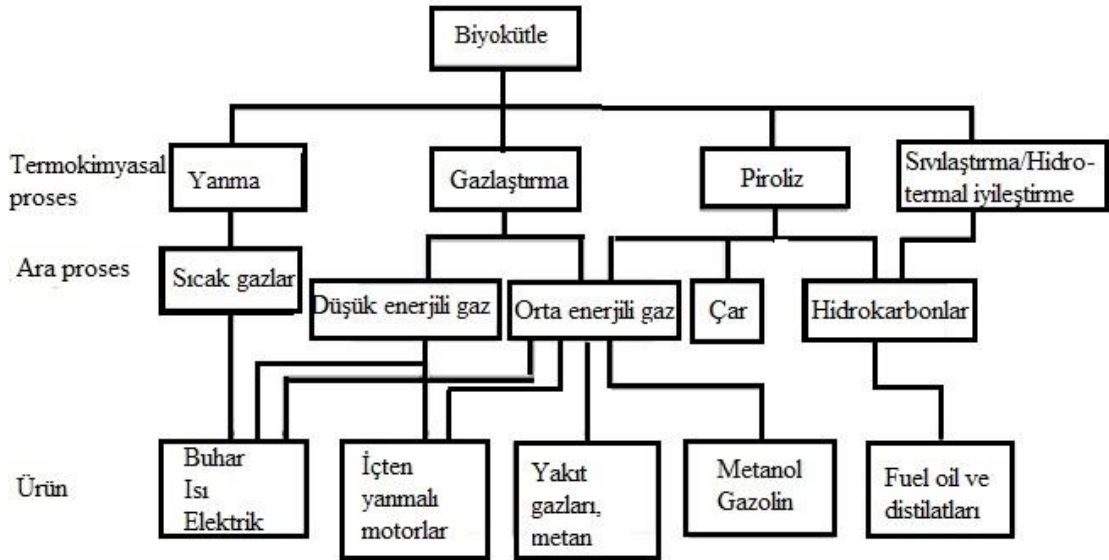 Biyokütle
Termokimyasal
proses
Yanma
Gazlaştırma
Piroliz
Sıvılaştırma/Hidro-
termal iyileştirme
Ara proses
Sıcak gazlar
Düşük enerjili gaz
Orta enerjili gaz
Çar
Hidrokarbonlar
Ürün
Buhar
Isı
Elektrik
İçten
yanmalı
motorlar
Yakıt
gazları,
metan
Metanol
Gazolin
Fuel oil ve
distilatları